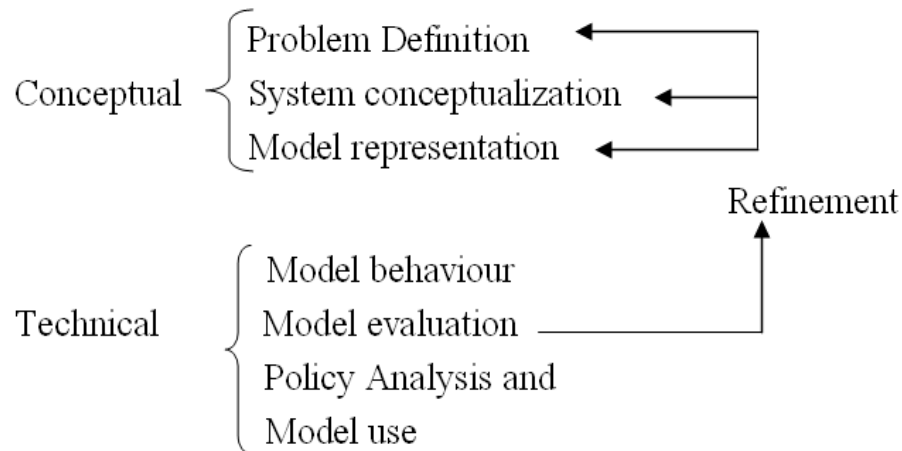 Problem Definition
Conceptual
System conceptualization
Model representation
Refinement
Model behaviour
Technical
Model evaluation
Policy Analysis and
Model use